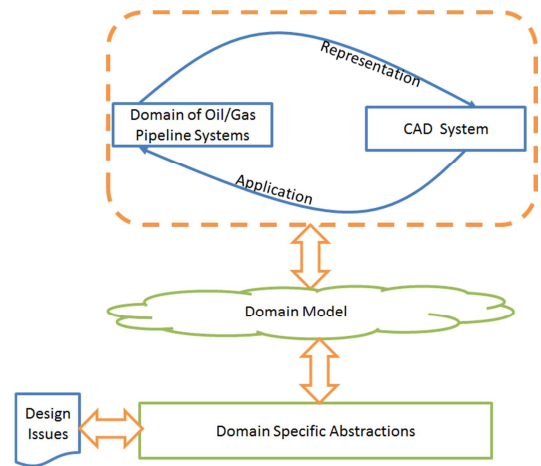 Representation
Domain of Oil/Gas
Pipeline Systems
CAD System
Application
Domain Model
Design
Issues
Domain Specific Abstractions